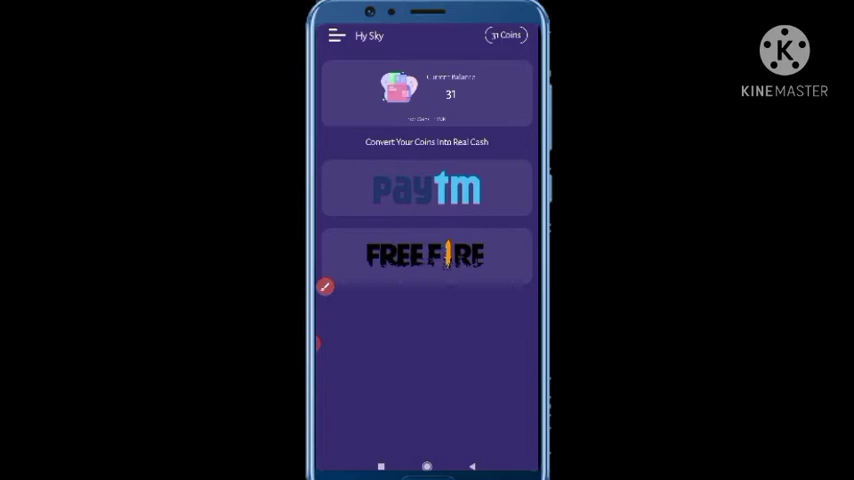 Hy Sky
31 Coins
Current Balance
31
Convert Your Coins Into Real Cash
paytm
FREE FIRE
KINEMASTER